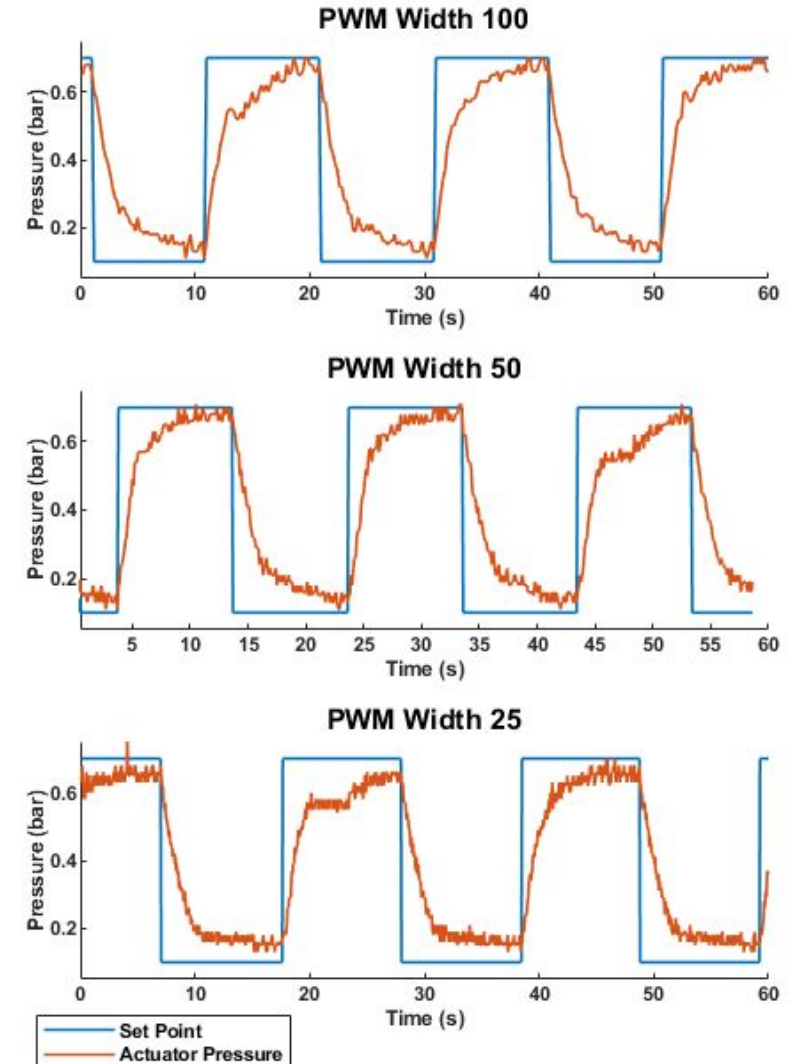 PWM Width 100
Pressure (bar)
0.6
0.4
0.2
0 10 20 30 40 50 60
Time (s)
PWM Width 50
Pressure (bar)
0.6
0.4
0.2
5 10 15 20 25 30 35 40 45 50 55 60
Time (s)
PWM Width 25
Pressure (bar)
0.6
0.4
0.2
0 10 20 30 40 50 60
Time (s)
Set Point
Actuator Pressure